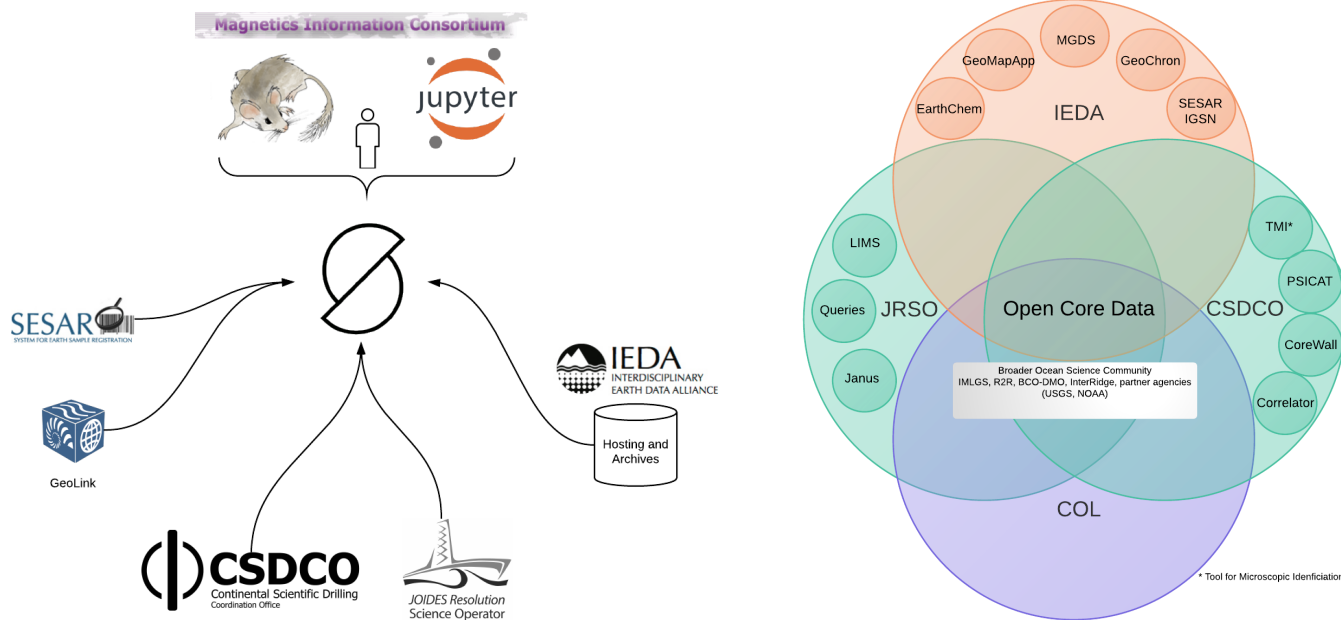 Magnetics Information Consortium
jupyter
SESAR
SYSTEM FOR EARTH SAMPLE REGISTRATION
GeoLink
IEDA
INTERDISCIPLINARY
EARTH DATA ALLIANCE
Hosting and
Archives
CSDCO
Continental Scientific Drilling
Coordination Office
JOIDES Resolution
Science Operator
MGDS
GeoMapApp
GeoChron
EarthChem
SESAR
IGSN
IEDA
LIMS
Queries
Janus
JRSO
Open Core Data
CSDCO
TMI*
PSICAT
CoreWall
Correlator
Broader Ocean Science Community
IMLGS, R2R, BCO-DMO, InterRidge, partner agencies
(USGS, NOAA)
COL
* Tool for Microscopic Idenficiation